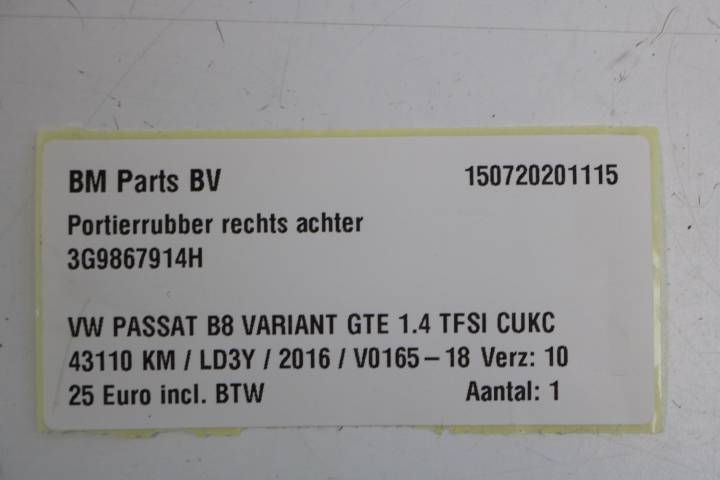 BM Parts BV 150720201115
Portierrubber rechts achter
3G9867914H
VW PASSAT B8 VARIANT GTE 1.4 TFSI CUKC
43110 KM / LD3Y / 2016 / V0165-18 Verz: 10
25 Euro incl. BTW Aantal: 1